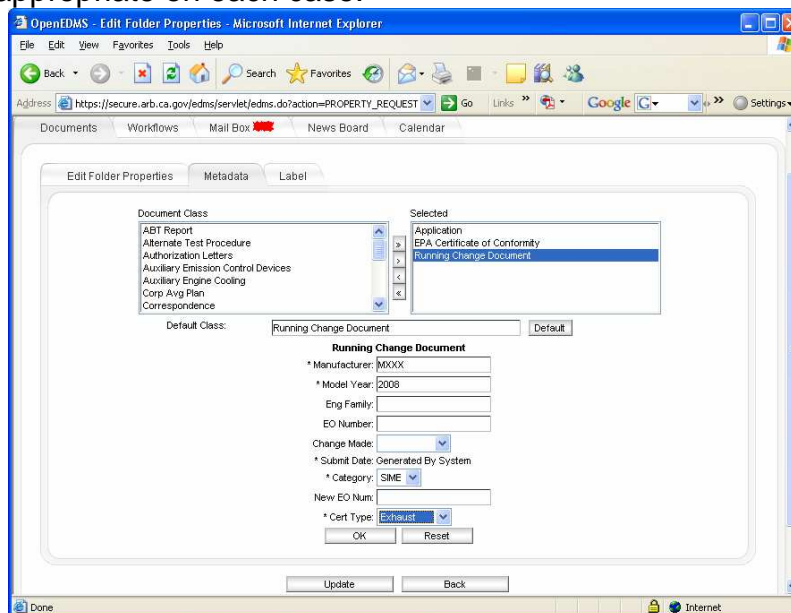 appropriate on each case.
OpenEDMS - Edit Folder Properties - Microsoft Internet Explorer
File Edit View Favorites Tools Help
Back Search Favorites
Address https://secure.arb.ca.gov/edms/servlet/edms.do?action=PROPERTY_REQUEST Go Links » Google G » Settings
Documents Workflows Mail Box News Board Calendar
Edit Folder Properties Metadata Label
Document Class Selected
ABT Report Application
Alternate Test Procedure » EPA Certificate of Conformity
Authorization Letters > Running Change Document
Auxiliary Emission Control Devices
Auxiliary Engine Cooling <
Corp Avg Plan «
Correspondence
Default Class: Running Change Document Default
Running Change Document
* Manufacturer: MXXX
* Model Year: 2008
Eng Family:
EO Number:
Change Made:
* Submit Date: Generated By System
* Category: SIME
New EO Num:
* Cert Type: Exhaust
OK Reset
Update Back
Done Internet